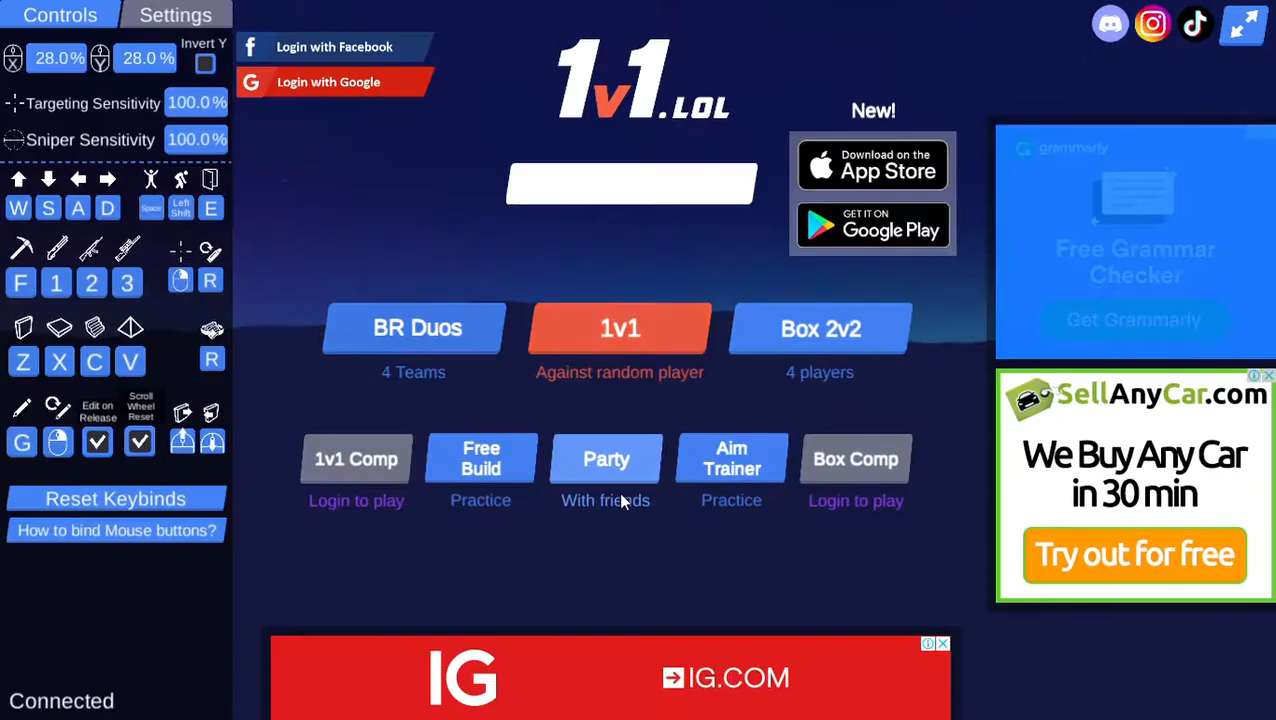 Controls
Settings
28.0%
28.0%
Invert Y
X
Y
Targeting Sensitivity
100.0%
Sniper Sensitivity
100.0%
W
S
A
D
Space
Left
Shift
E
F
1
2
3
R
Z
X
C
V
R
Edit on
Release
Scroll
Wheel
Reset
G
Reset Keybinds
How to bind Mouse buttons?
Connected
f Login with Facebook
G Login with Google
1v1.LOL
New!
Download on the
App Store
GET IT ON
Google Play
BR Duos
4 Teams
1v1
Against random player
Box 2v2
4 players
1v1 Comp
Login to play
Free
Build
Practice
Party
With friends
Aim
Trainer
Practice
Box Comp
Login to play
G grammarly
Free Grammar
Checker
Get Grammarly
SellAnyCar.com
We Buy Any Car
in 30 min
Try out for free
IG
IG.COM